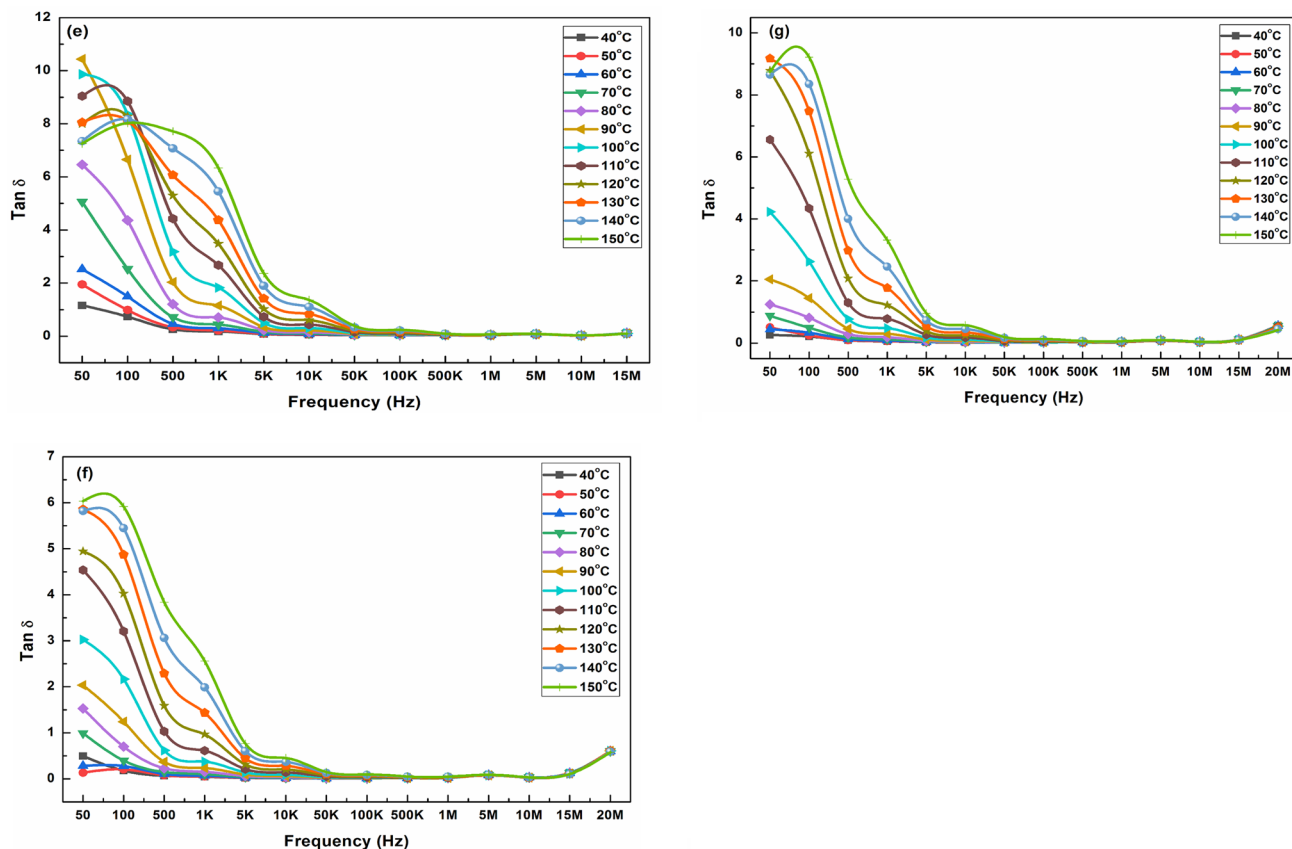 (e)
12
10
8
6
4
2
0
Tan δ
50 100 500 1K 5K 10K 50K 100K 500K 1M 5M 10M 15M
Frequency (Hz)
40°C
50°C
60°C
70°C
80°C
90°C
100°C
110°C
120°C
130°C
140°C
150°C
(g)
10
8
6
4
2
0
Tan δ
50 100 500 1K 5K 10K 50K 100K 500K 1M 5M 10M 15M 20M
Frequency (Hz)
40°C
50°C
60°C
70°C
80°C
90°C
100°C
110°C
120°C
130°C
140°C
150°C
(f)
7
6
5
4
3
2
1
0
Tan δ
50 100 500 1K 5K 10K 50K 100K 500K 1M 5M 10M 15M 20M
Frequency (Hz)
40°C
50°C
60°C
70°C
80°C
90°C
100°C
110°C
120°C
130°C
140°C
150°C